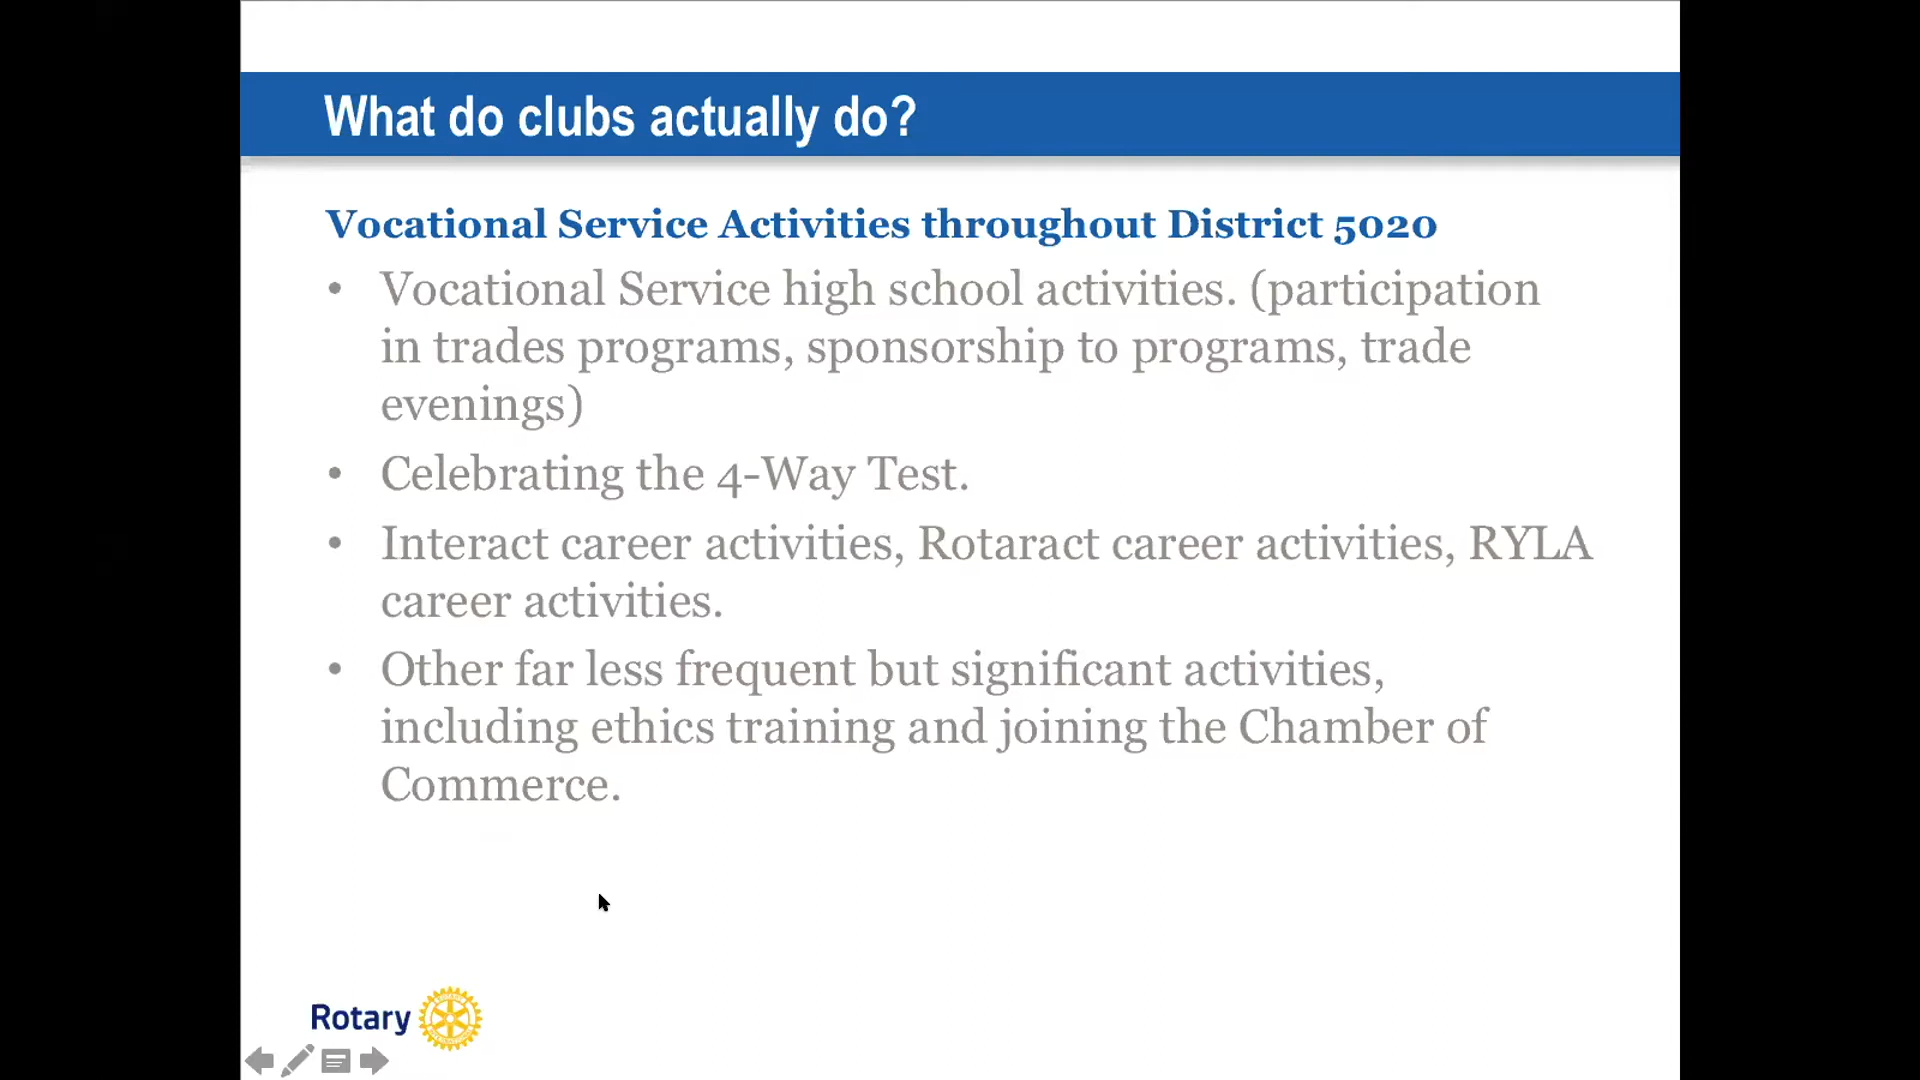 What do clubs actually do?
Vocational Service Activities throughout District 5020
• Vocational Service high school activities. (participation
in trades programs, sponsorship to programs, trade
evenings)
• Celebrating the 4-Way Test.
• Interact career activities, Rotaract career activities, RYLA
career activities.
• Other far less frequent but significant activities,
including ethics training and joining the Chamber of
Commerce.
Rotary